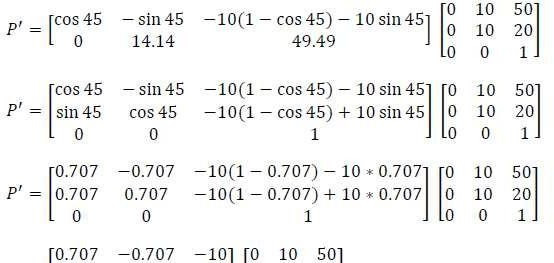 P′ = [cos 45 − sin 45 −10(1 − cos 45) − 10 sin 45] [0 10 50]
0 14.14 49.49 0 10 20
0 0 1
P′ = [cos 45 − sin 45 −10(1 − cos 45) − 10 sin 45] [0 10 50]
sin 45 cos 45 −10(1 − cos 45) + 10 sin 45 0 10 20
0 0 1 0 0 1
P′ = [0.707 −0.707 −10(1 − 0.707) − 10 * 0.707] [0 10 50]
0.707 0.707 −10(1 − 0.707) + 10 * 0.707 0 10 20
0 0 1 0 0 1
[0.707 −0.707 −10] [0 10 50]